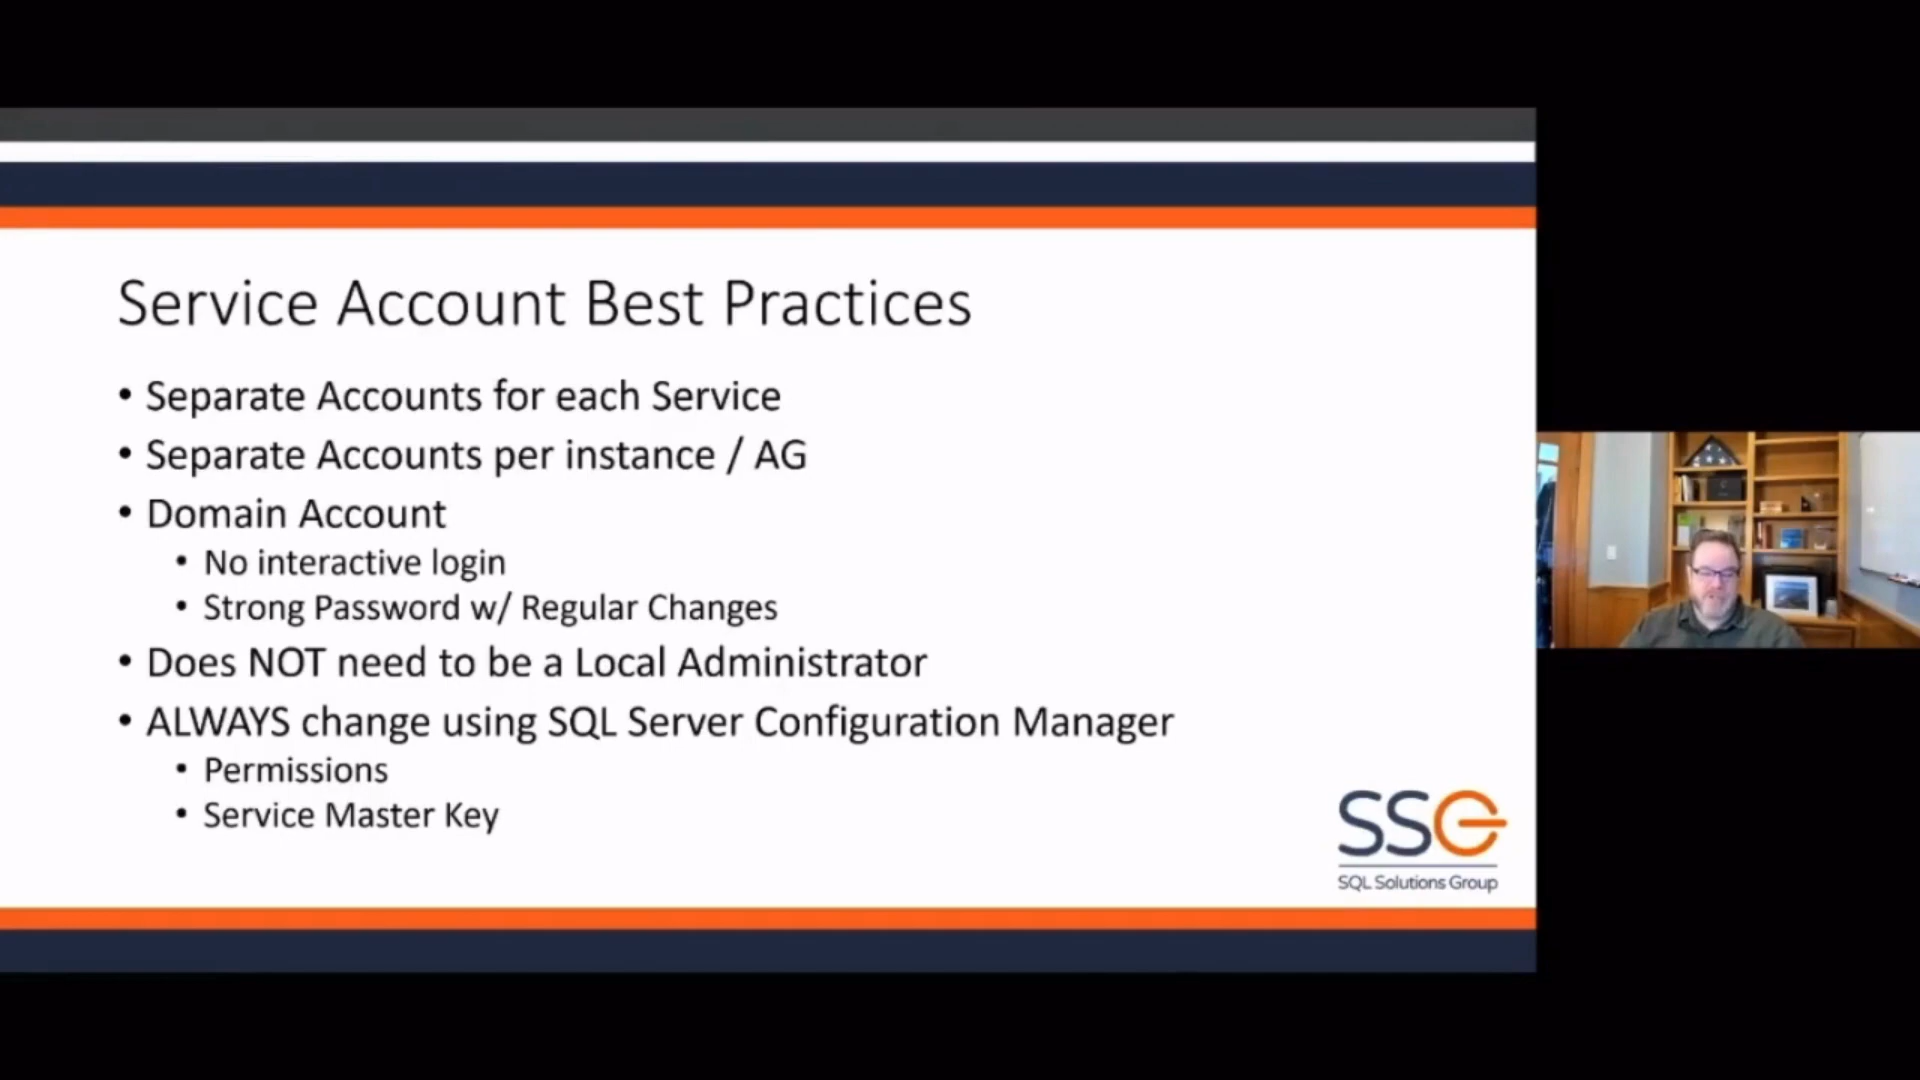 Service Account Best Practices
• Separate Accounts for each Service
• Separate Accounts per instance / AG
• Domain Account
• No interactive login
• Strong Password w/ Regular Changes
• Does NOT need to be a Local Administrator
• ALWAYS change using SQL Server Configuration Manager
• Permissions
• Service Master Key
SSG
SQL Solutions Group